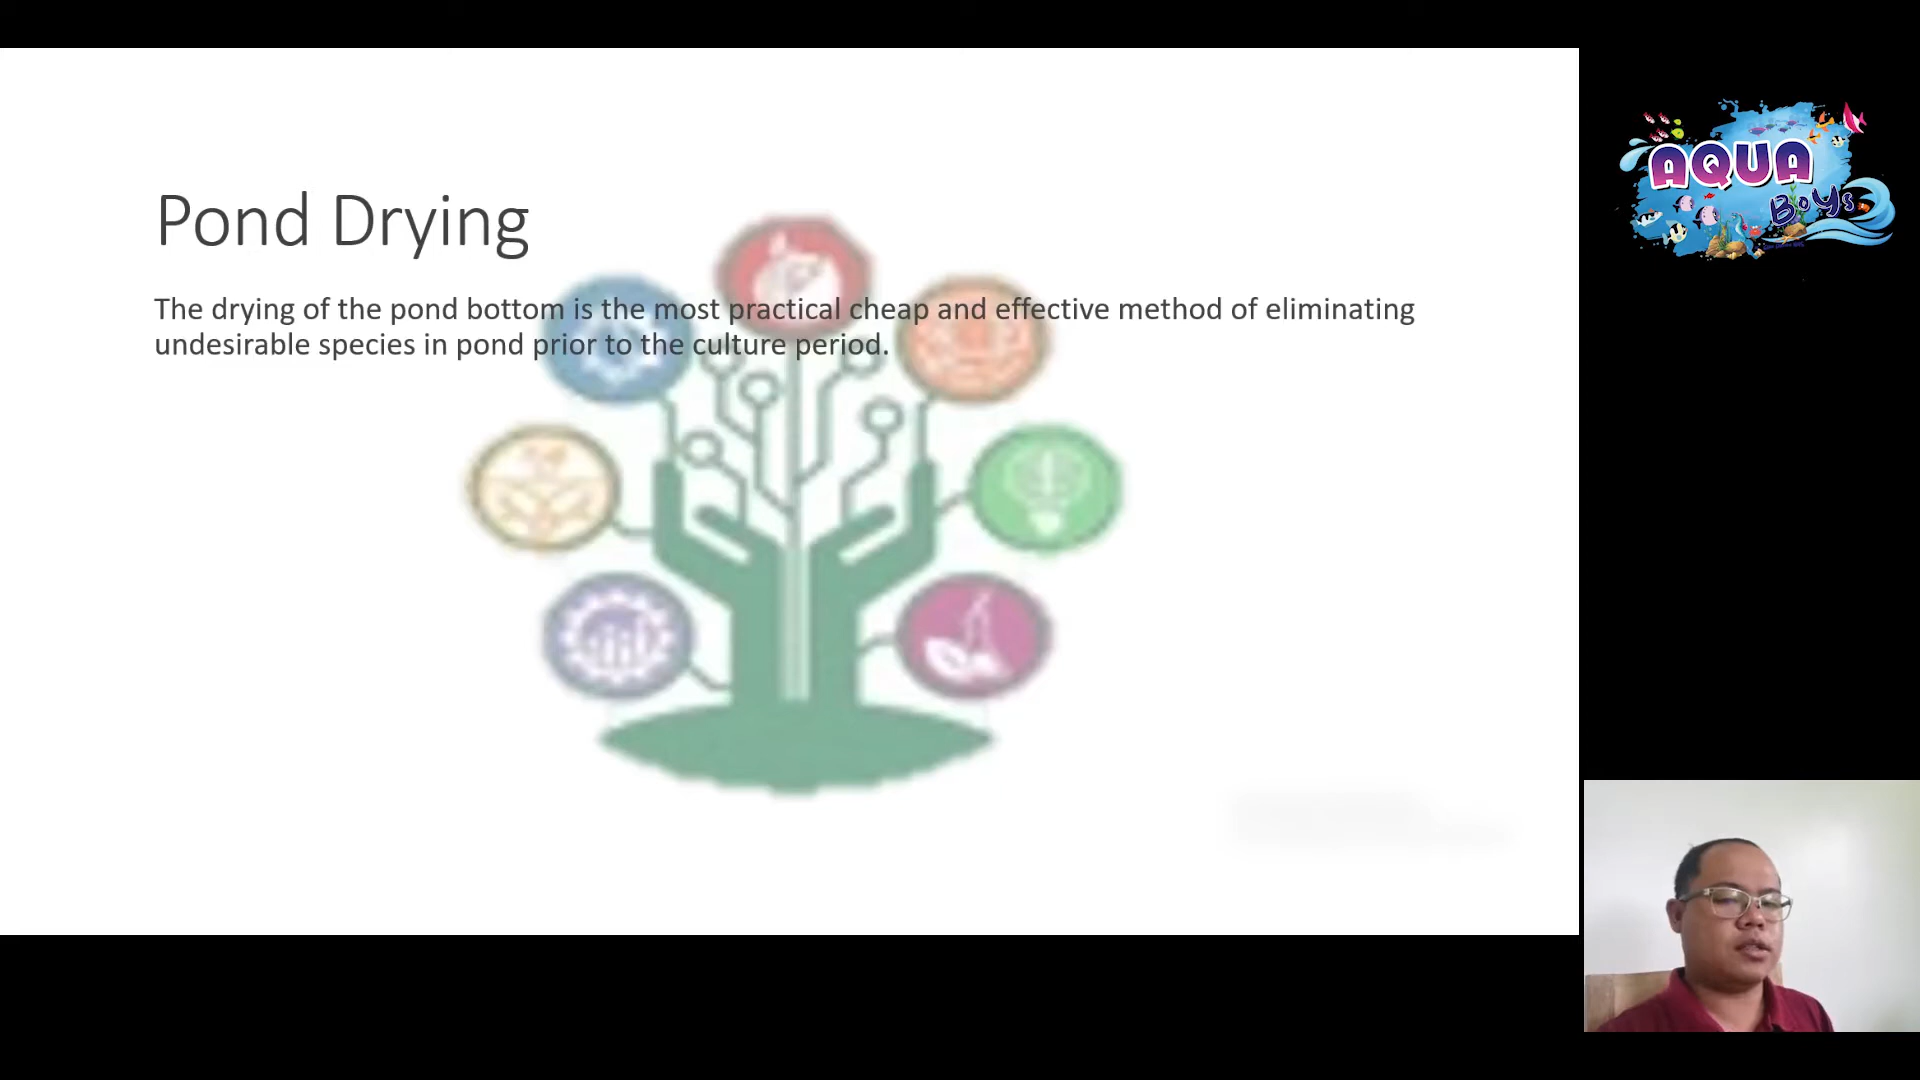 Pond Drying
The drying of the pond bottom is the most practical cheap and effective method of eliminating
undesirable species in pond prior to the culture period.
AQUA
Boys